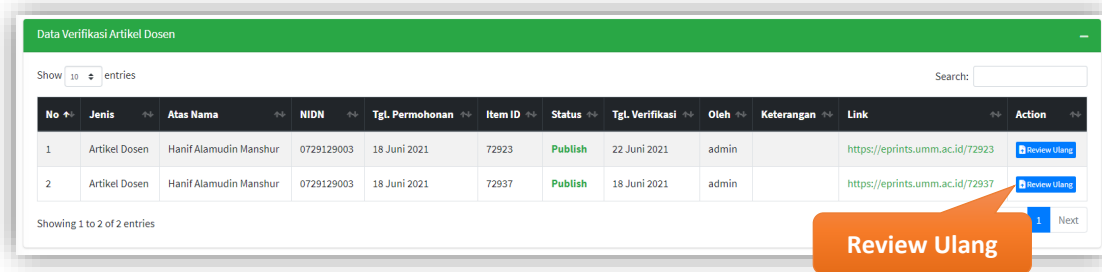 Data Verifikasi Artikel Dosen
Show 10 entries Search:
No Jenis Atas Nama NIDN Tgl. Permohonan Item ID Status Tgl. Verifikasi Oleh Keterangan Link Action
1 Artikel Dosen Hanif Alamudin Manshur 0729129003 18 Juni 2021 72923 Publish 22 Juni 2021 admin https://eprints.umm.ac.id/72923 Review Ulang
2 Artikel Dosen Hanif Alamudin Manshur 0729129003 18 Juni 2021 72937 Publish 18 Juni 2021 admin https://eprints.umm.ac.id/72937 Review Ulang
Showing 1 to 2 of 2 entries 1 Next
Review Ulang